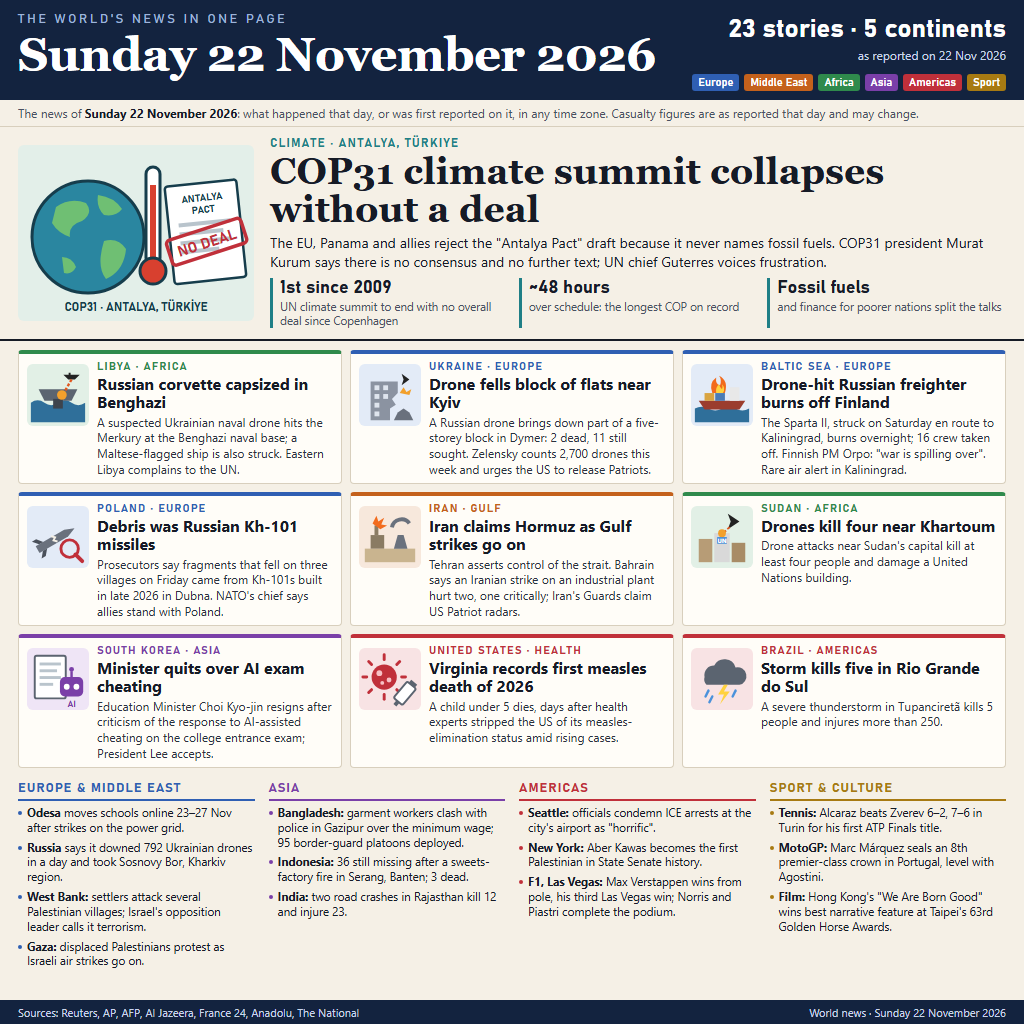 THE WORLD'S NEWS IN ONE PAGE
Sunday 22 November 2026
23 stories · 5 continents
as reported on 22 Nov 2026
Europe
Middle East
Africa
Asia
Americas
Sport
The news of Sunday 22 November 2026: what happened that day, or was first reported on it, in any time zone. Casualty figures are as reported that day and may change.
ANTALYA
PACT
NO DEAL
COP31 · ANTALYA, TÜRKİYE
CLIMATE · ANTALYA, TÜRKIYE
COP31 climate summit collapses
without a deal
The EU, Panama and allies reject the "Antalya Pact" draft because it never names fossil fuels. COP31 president Murat
Kurum says there is no consensus and no further text; UN chief Guterres voices frustration.
1st since 2009
UN climate summit to end with no overall
deal since Copenhagen
~48 hours
over schedule: the longest COP on record
Fossil fuels
and finance for poorer nations split the talks
LIBYA · AFRICA
Russian corvette capsized in
Benghazi
A suspected Ukrainian naval drone hits the
Merkury at the Benghazi naval base; a
Maltese-flagged ship is also struck. Eastern
Libya complains to the UN.
UKRAINE · EUROPE
Drone fells block of flats near
Kyiv
A Russian drone brings down part of a five-
storey block in Dymer: 2 dead, 11 still
sought. Zelensky counts 2,700 drones this
week and urges the US to release Patriots.
BALTIC SEA · EUROPE
Drone-hit Russian freighter
burns off Finland
The Sparta II, struck on Saturday en route to
Kaliningrad, burns overnight; 16 crew taken
off. Finnish PM Orpo: "war is spilling over".
Rare air alert in Kaliningrad.
POLAND · EUROPE
Debris was Russian Kh-101
missiles
Prosecutors say fragments that fell on three
villages on Friday came from Kh-101s built
in late 2026 in Dubna. NATO's chief says
allies stand with Poland.
IRAN · GULF
Iran claims Hormuz as Gulf
strikes go on
Tehran asserts control of the strait. Bahrain
says an Iranian strike on an industrial plant
hurt two, one critically; Iran's Guards claim
US Patriot radars.
UN
SUDAN · AFRICA
Drones kill four near Khartoum
Drone attacks near Sudan's capital kill at
least four people and damage a United
Nations building.
AI
SOUTH KOREA · ASIA
Minister quits over AI exam
cheating
Education Minister Choi Kyo-jin resigns after
criticism of the response to AI-assisted
cheating on the college entrance exam;
President Lee accepts.
UNITED STATES · HEALTH
Virginia records first measles
death of 2026
A child under 5 dies, days after health
experts stripped the US of its measles-
elimination status amid rising cases.
BRAZIL · AMERICAS
Storm kills five in Rio Grande
do Sul
A severe thunderstorm in Tupanciretã kills 5
people and injures more than 250.
EUROPE & MIDDLE EAST
• Odesa moves schools online 23–27 Nov
after strikes on the power grid.
• Russia says it downed 792 Ukrainian drones
in a day and took Sosnovy Bor, Kharkiv
region.
• West Bank: settlers attack several
Palestinian villages; Israel's opposition
leader calls it terrorism.
• Gaza: displaced Palestinians protest as
Israeli air strikes go on.
ASIA
• Bangladesh: garment workers clash with
police in Gazipur over the minimum wage;
95 border-guard platoons deployed.
• Indonesia: 36 still missing after a sweets-
factory fire in Serang, Banten; 3 dead.
• India: two road crashes in Rajasthan kill 12
and injure 23.
AMERICAS
• Seattle: officials condemn ICE arrests at the
city's airport as "horrific".
• New York: Aber Kawas becomes the first
Palestinian in State Senate history.
• F1, Las Vegas: Max Verstappen wins from
pole, his third Las Vegas win; Norris and
Piastri complete the podium.
SPORT & CULTURE
• Tennis: Alcaraz beats Zverev 6–2, 7–6 in
Turin for his first ATP Finals title.
• MotoGP: Marc Márquez seals an 8th
premier-class crown in Portugal, level with
Agostini.
• Film: Hong Kong's "We Are Born Good"
wins best narrative feature at Taipei's 63rd
Golden Horse Awards.
Sources: Reuters, AP, AFP, Al Jazeera, France 24, Anadolu, The National
World news · Sunday 22 November 2026